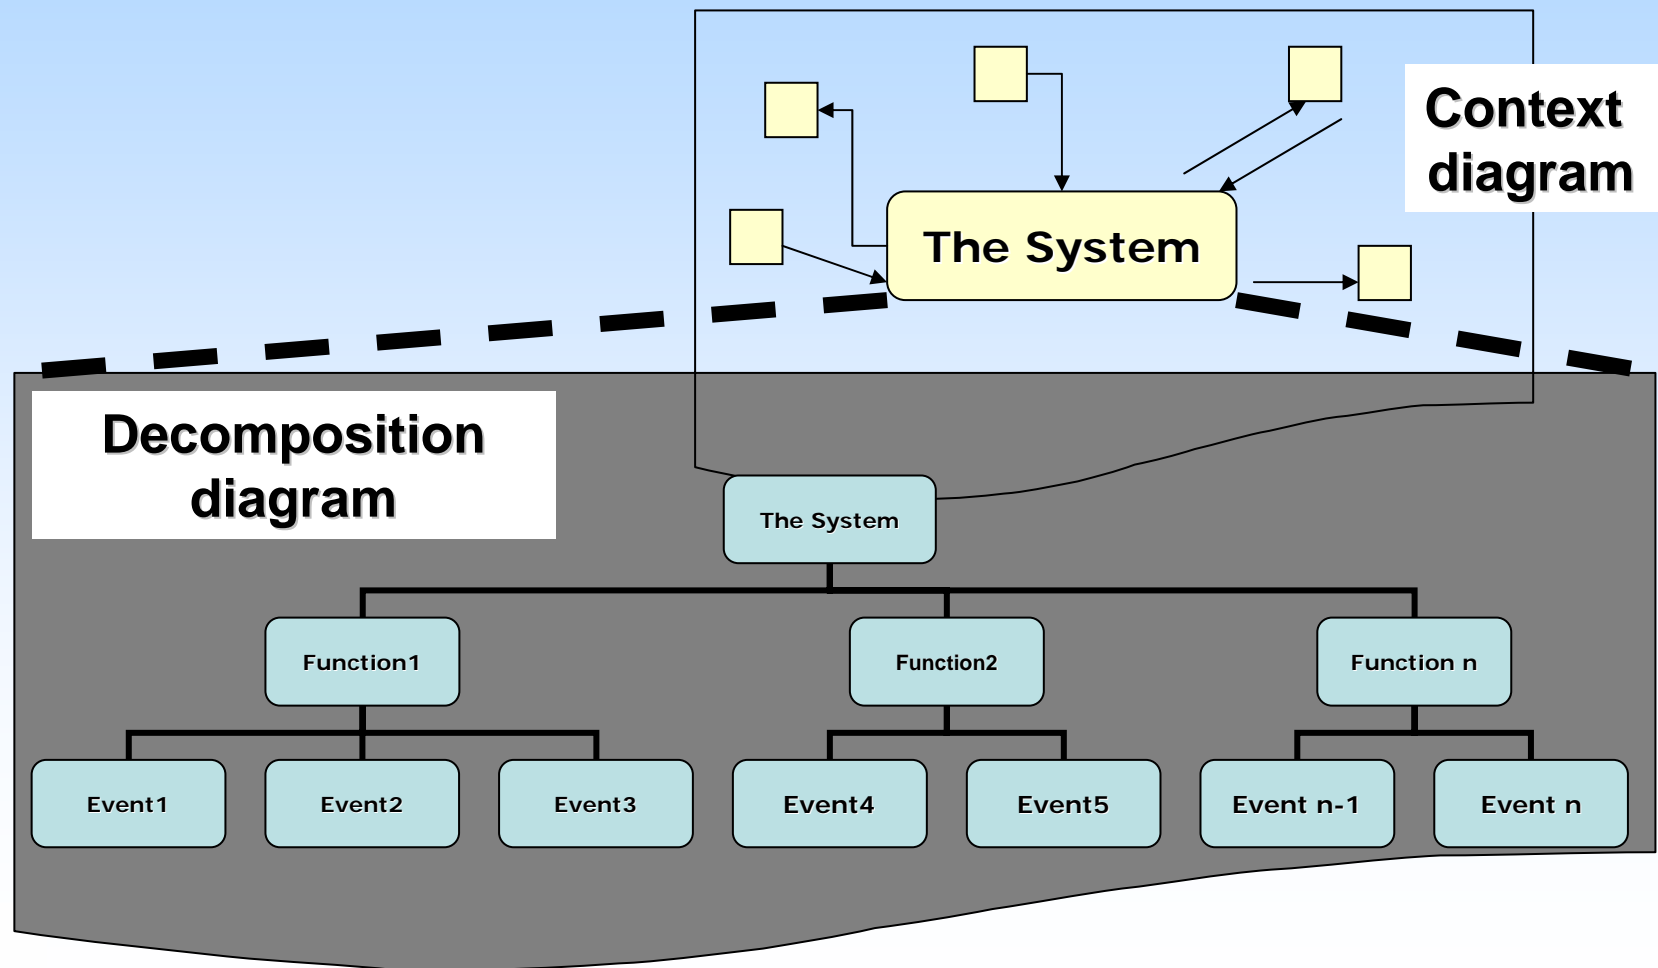 Context
diagram
The System
Decomposition
diagram
The System
Function1
Function2
Function n
Event1
Event2
Event3
Event4
Event5
Event n-1
Event n